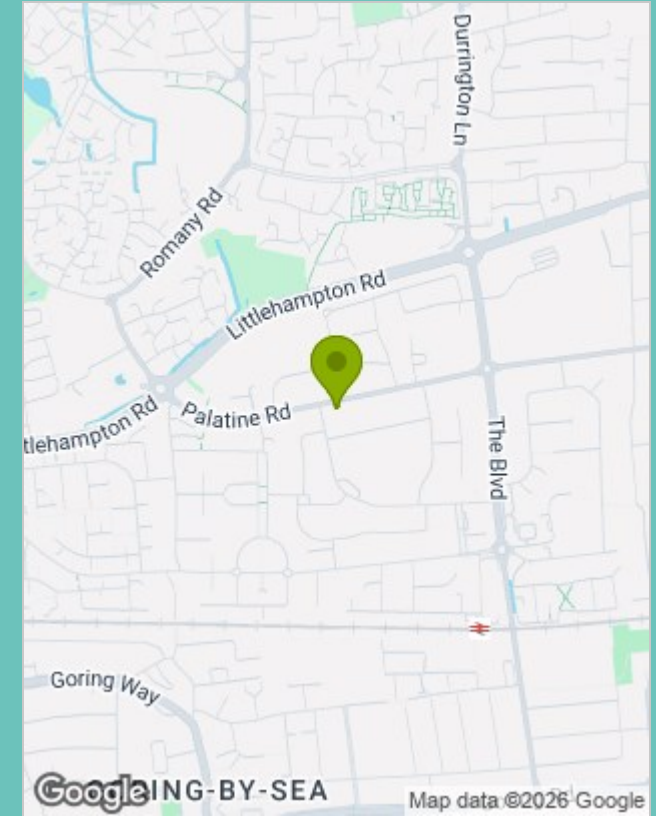 Durrington Ln
Romany Rd
Littlehampton Rd
tlehampton Rd
Palatine Rd
The Blvd
Goring Way
Google
ING-BY-SEA
Map data ©2026 Google